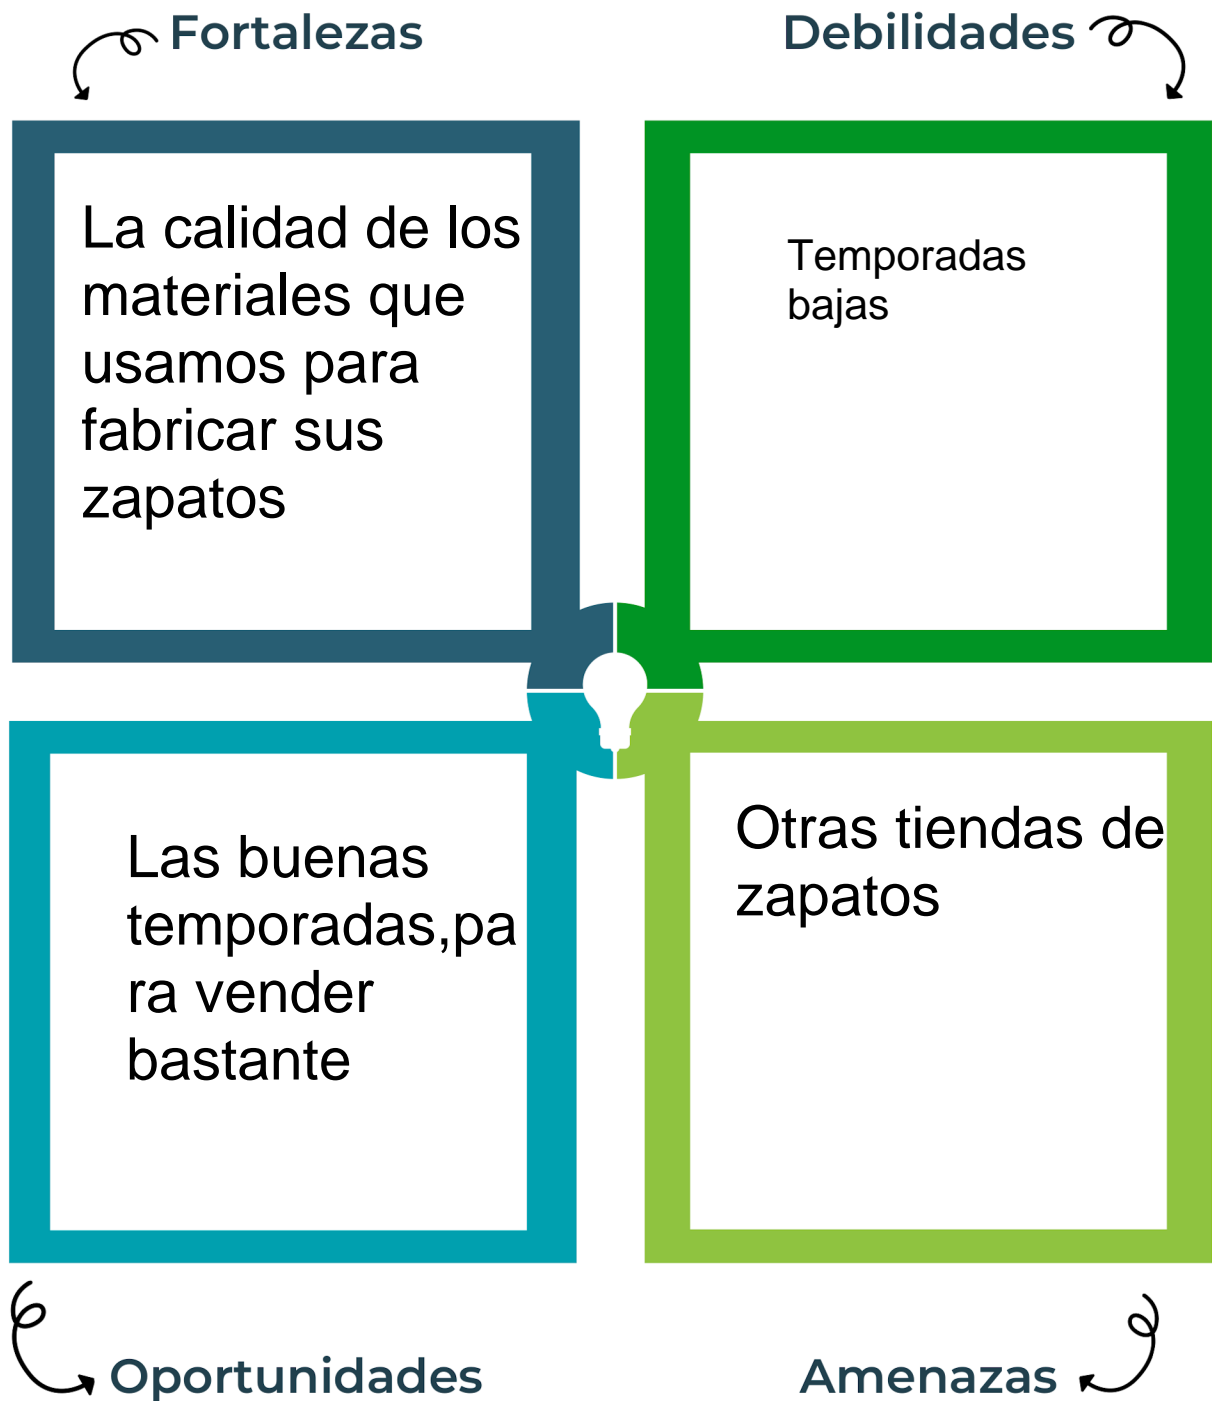 Fortalezas
Debilidades
La calidad de los
materiales que
usamos para
fabricar sus
zapatos
Temporadas
bajas
Las buenas
temporadas,pa
ra vender
bastante
Otras tiendas de
zapatos
Oportunidades
Amenazas